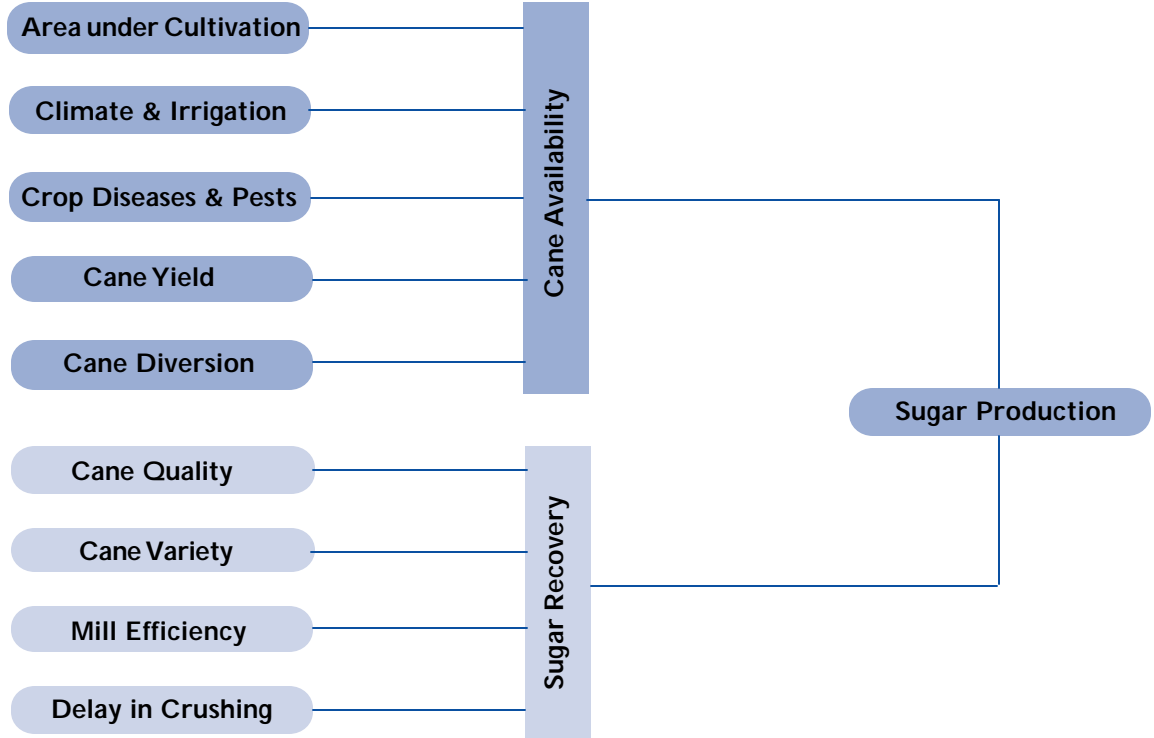 Area under Cultivation
Climate & Irrigation
Crop Diseases & Pests
Cane Yield
Cane Diversion
Cane Availability
Cane Quality
Cane Variety
Mill Efficiency
Delay in Crushing
Sugar Recovery
Sugar Production